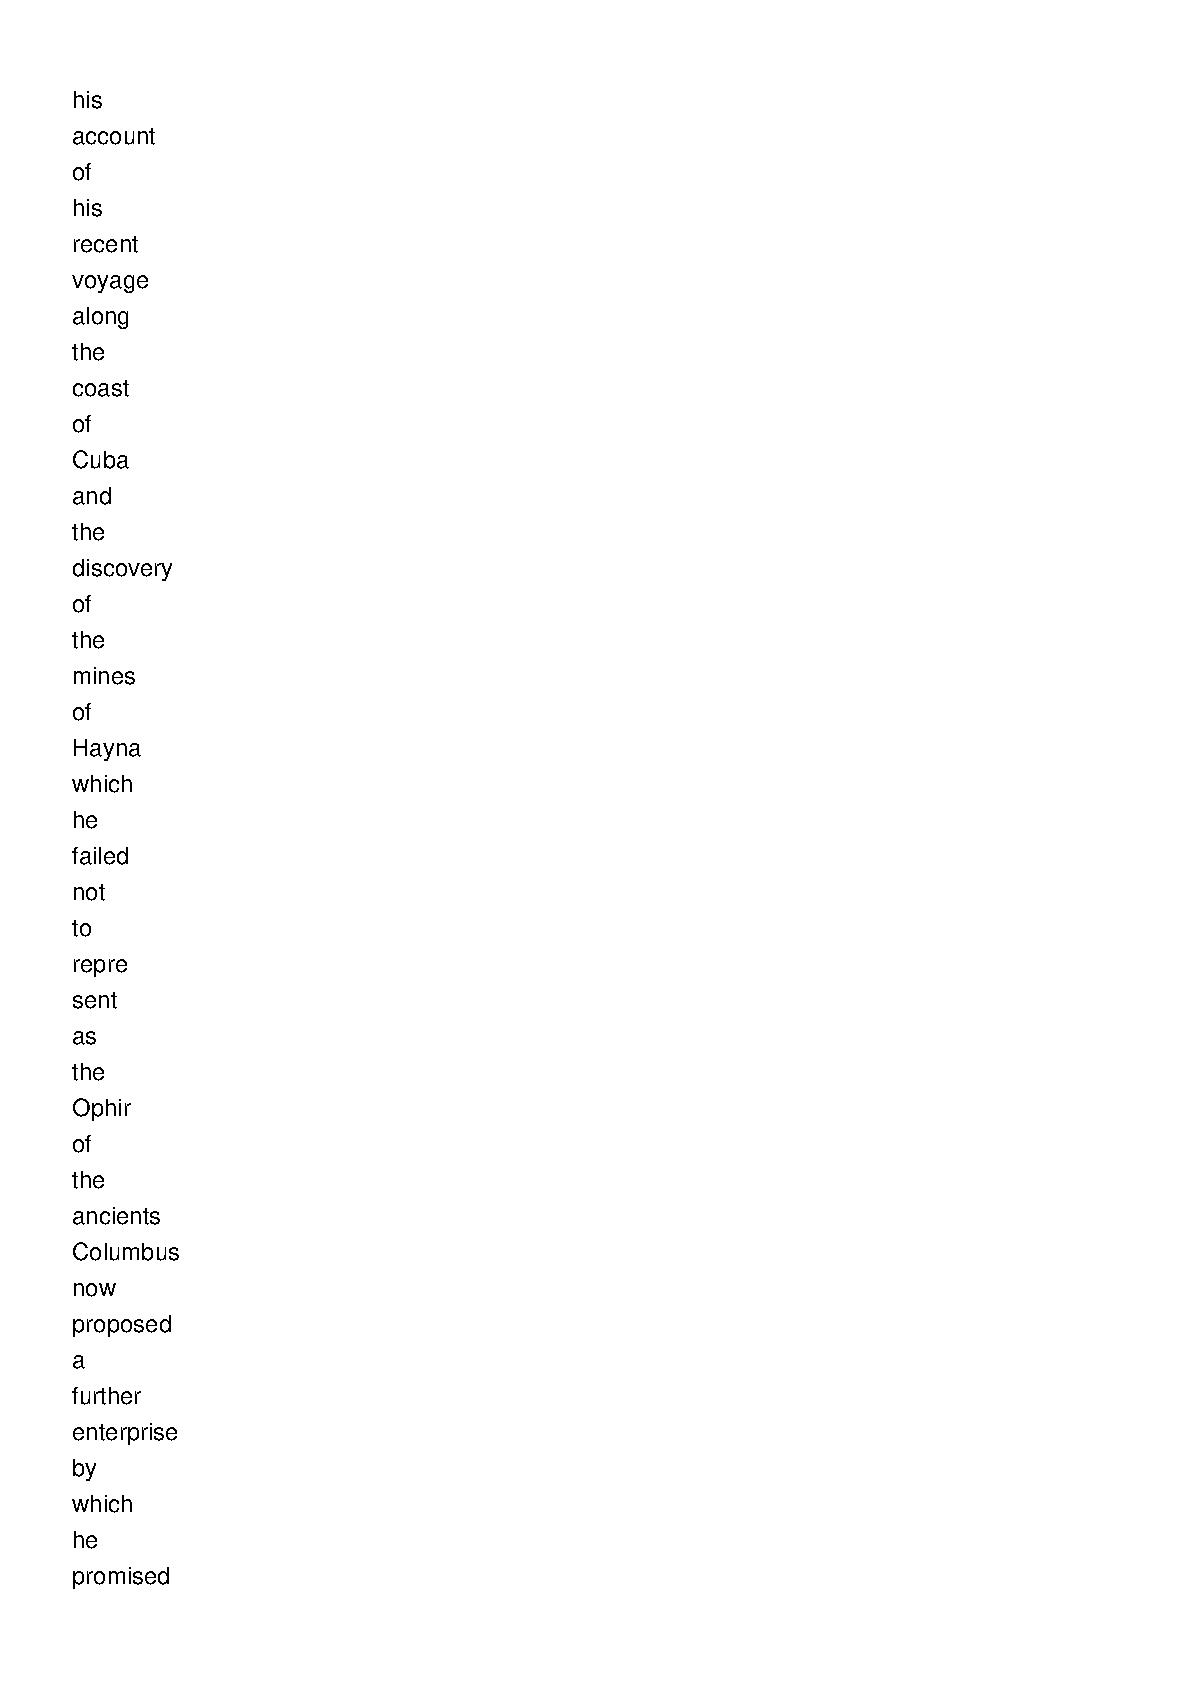 his
account
of
his
recent
voyage
along
the
coast
of
Cuba
and
the
discovery
of
the
mines
of
Hayna
which
he
failed
not
to
repre
sent
as
the
Ophir
of
the
ancients
Columbus
now
proposed
a
further
enterprise
by
which
he
promised